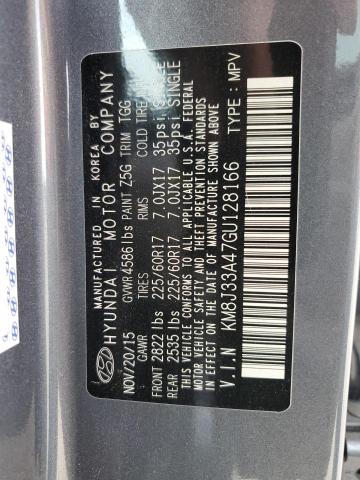 MANUFACTURED IN KOREA BY
HYUNDAI MOTOR COMPANY
NOV/20/15 GVWR 4586 lbs PAINT Z5G TRIM TGG
GAWR TIRES RIMS COLD TIRE SINGLE
FRONT 2822 lbs 225/60R17 7.0JX17 35psi SINGLE
REAR 2535 lbs 225/60R17 7.0JX17 35psi SINGLE
THIS VEHICLE CONFORMS TO ALL APPLICABLE U.S.A. FEDERAL
MOTOR VEHICLE SAFETY AND THEFT PREVENTION STANDARDS
IN EFFECT ON THE DATE OF MANUFACTURE SHOWN ABOVE
V.I.N KM8J33A47GU128166 TYPE : MPV